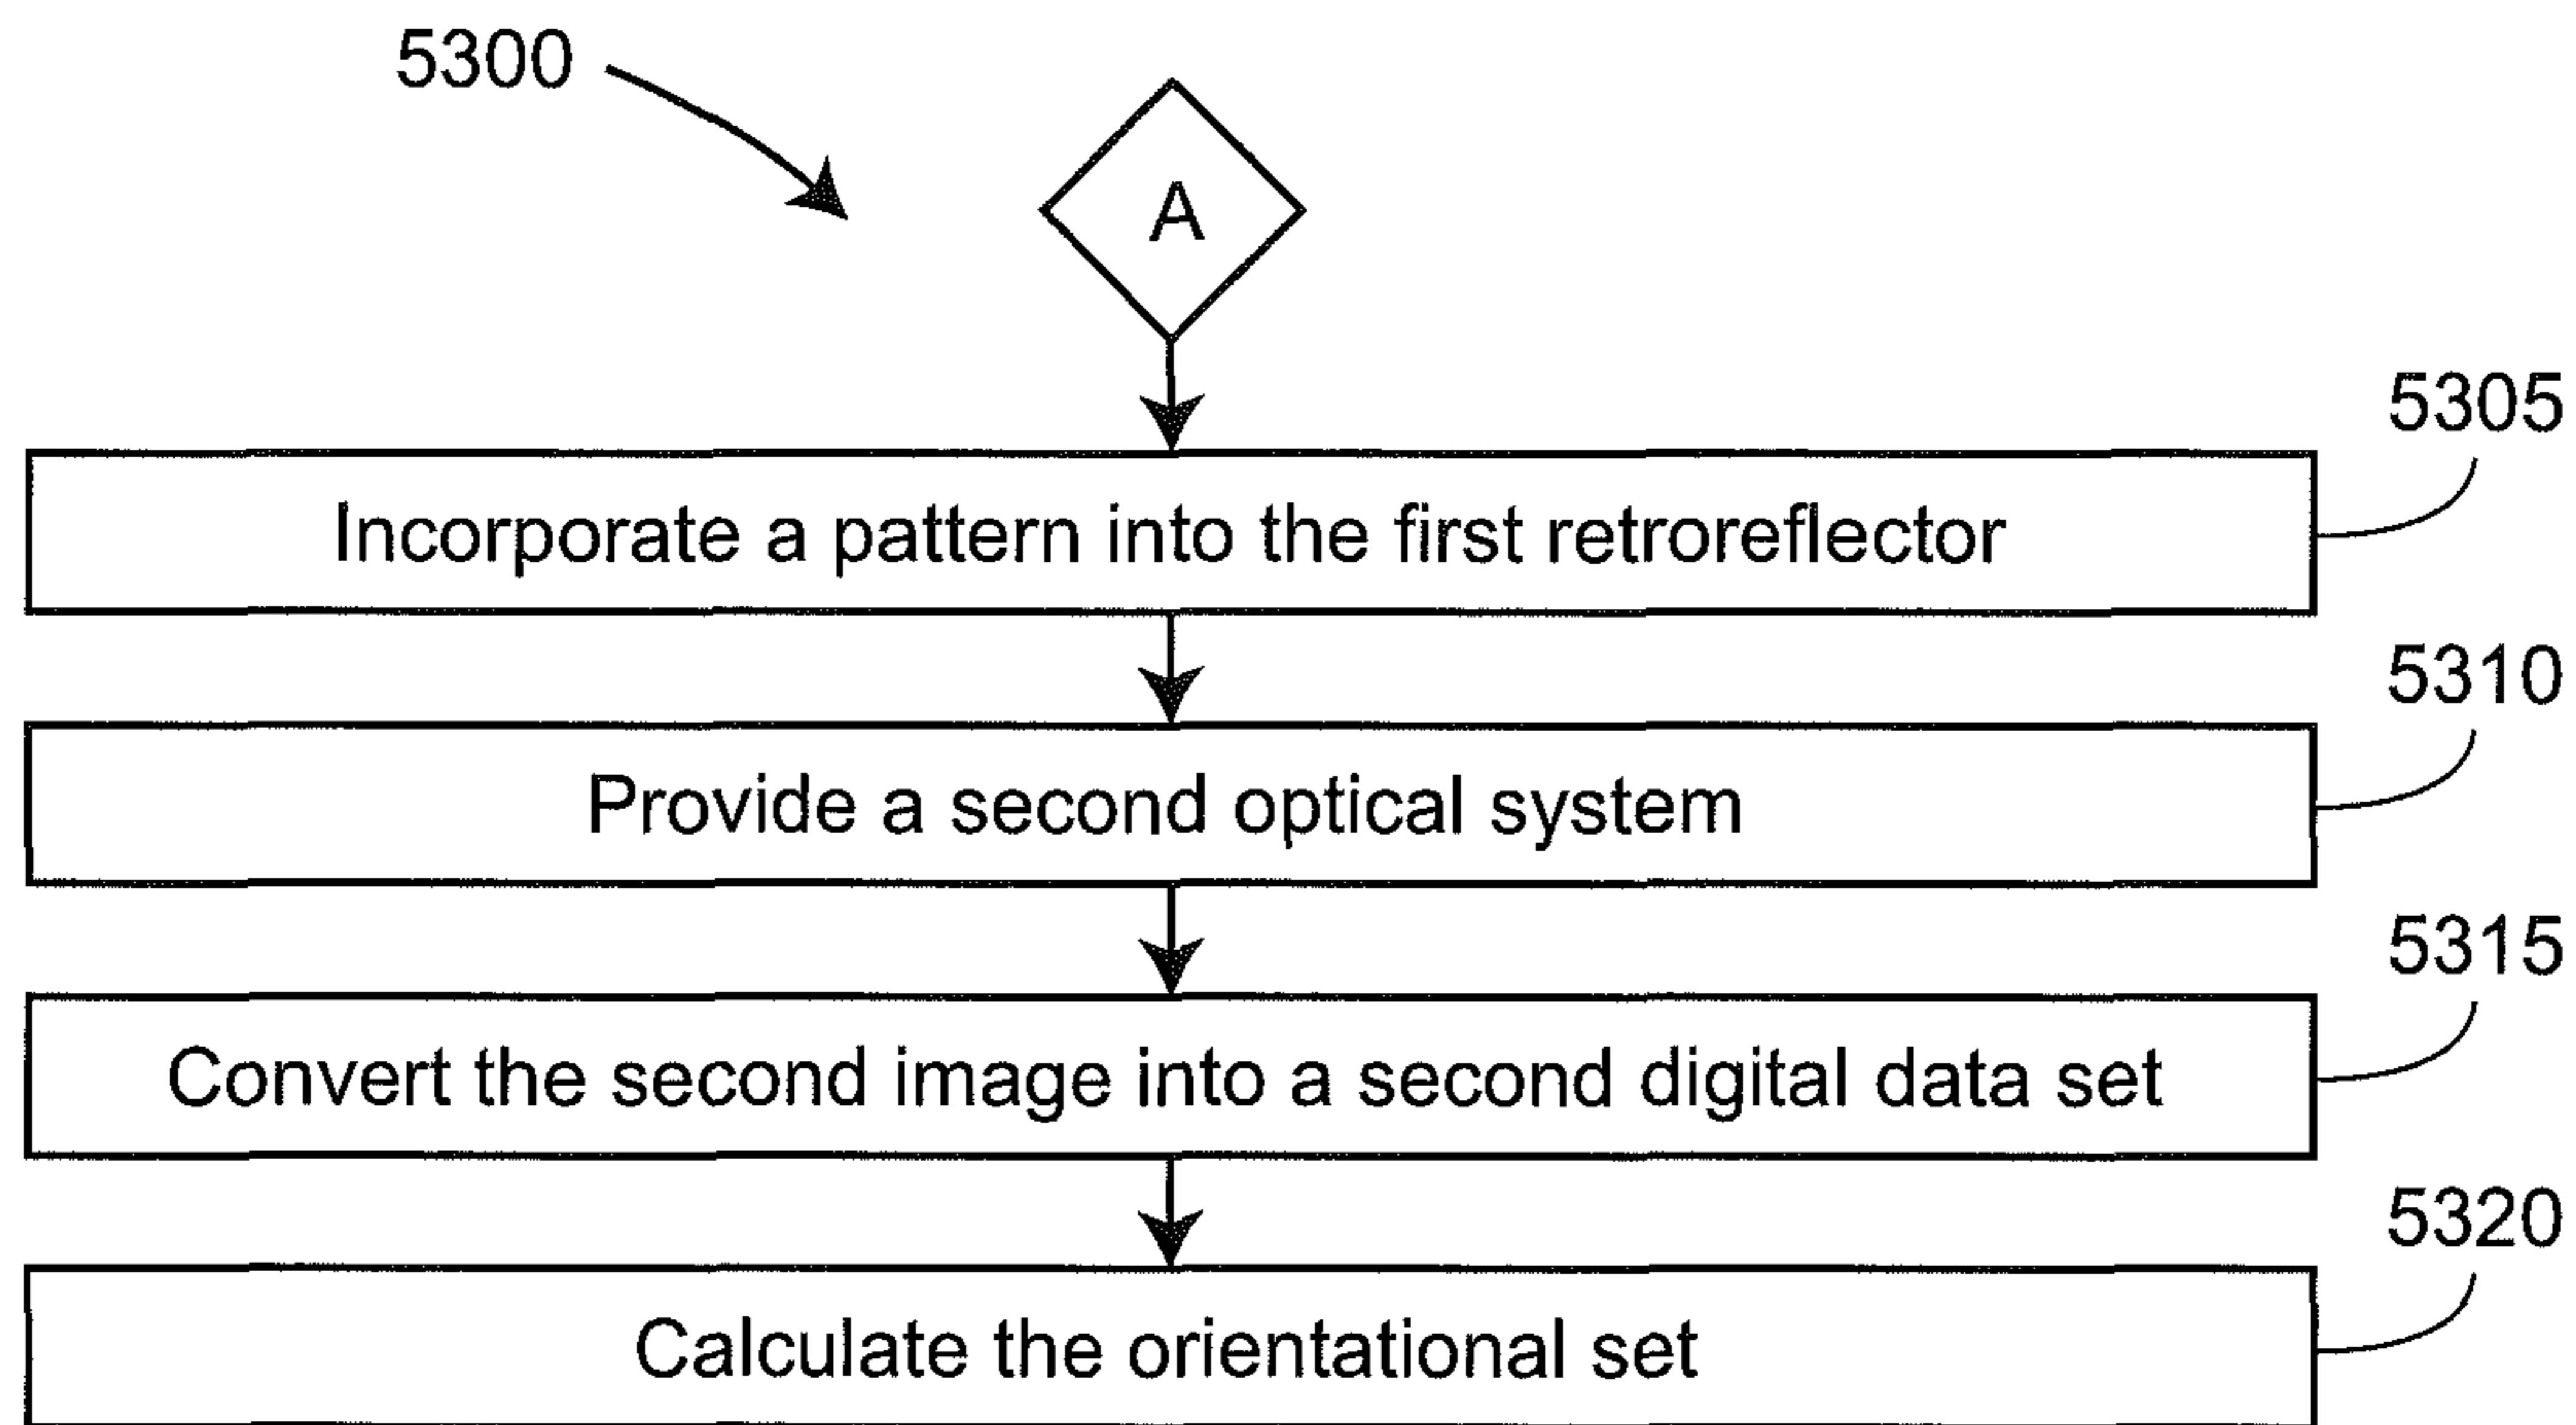 5300
A
5305
Incorporate a pattern into the first retroreflector
5310
Provide a second optical system
5315
Convert the second image into a second digital data set
5320
Calculate the orientational set